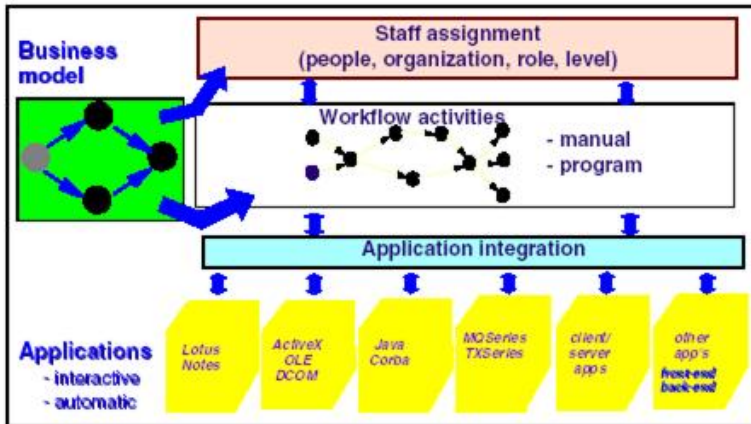 Business
model
Staff assignment
(people, organization, role, level)
Workflow activities
- manual
- program
Application integration
Applications
- interactive
- automatic
Lotus
Notes
ActiveX
OLE
DCOM
Java
Corba
MQSeries
TXSeries
client/
server
apps
other
app's
front-end
back-end